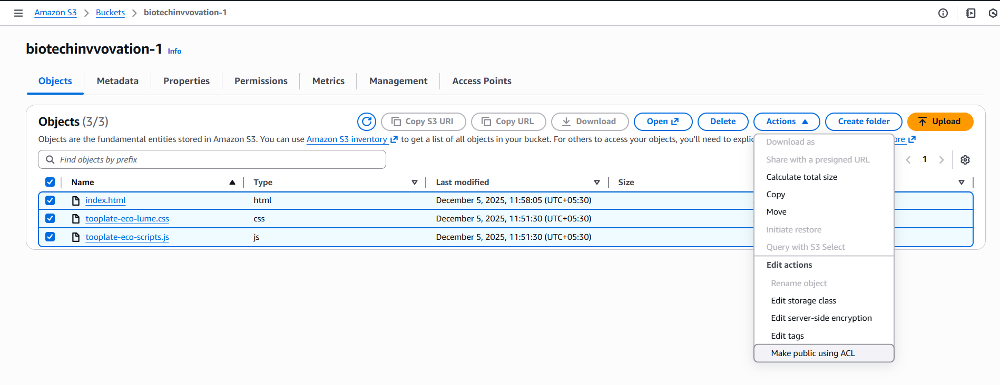 Amazon S3 > Buckets > biotechinvvovation-1
biotechinvvovation-1 Info
Objects Metadata Properties Permissions Metrics Management Access Points
Objects (3/3) Copy S3 URI Copy URL Download Open Delete Actions Create folder Upload
Objects are the fundamental entities stored in Amazon S3. You can use Amazon S3 inventory to get a list of all objects in your bucket. For others to access your objects, you'll need to
Find objects by prefix
1
Name Type Last modified Size
index.html html December 5, 2025, 11:58:05 (UTC+05:30)
tooplate-eco-lume.css css December 5, 2025, 11:51:30 (UTC+05:30)
tooplate-eco-scripts.js js December 5, 2025, 11:51:30 (UTC+05:30)
Download as
Share with a presigned URL
Calculate total size
Copy
Move
Initiate restore
Query with S3 Select
Edit actions
Rename object
Edit storage class
Edit server-side encryption
Edit tags
Make public using ACL